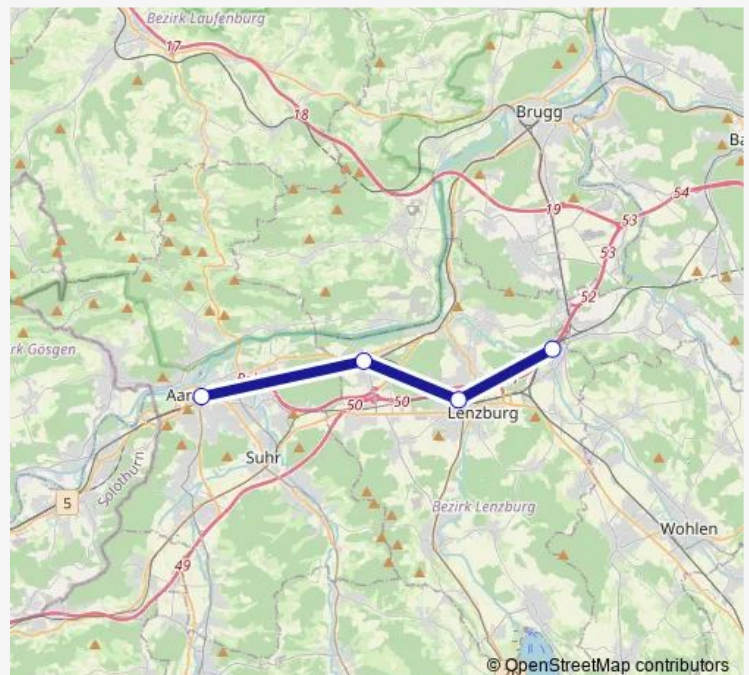 Bezirk Laufenburg
17
18
Brugg
Ba
54
19
53
53
52
rk Gösgen
Aar
50
50
Lenzburg
Suhr
5
Solothurn
Bezirk Lenzburg
Wohlen
49
© OpenStreetMap contributors